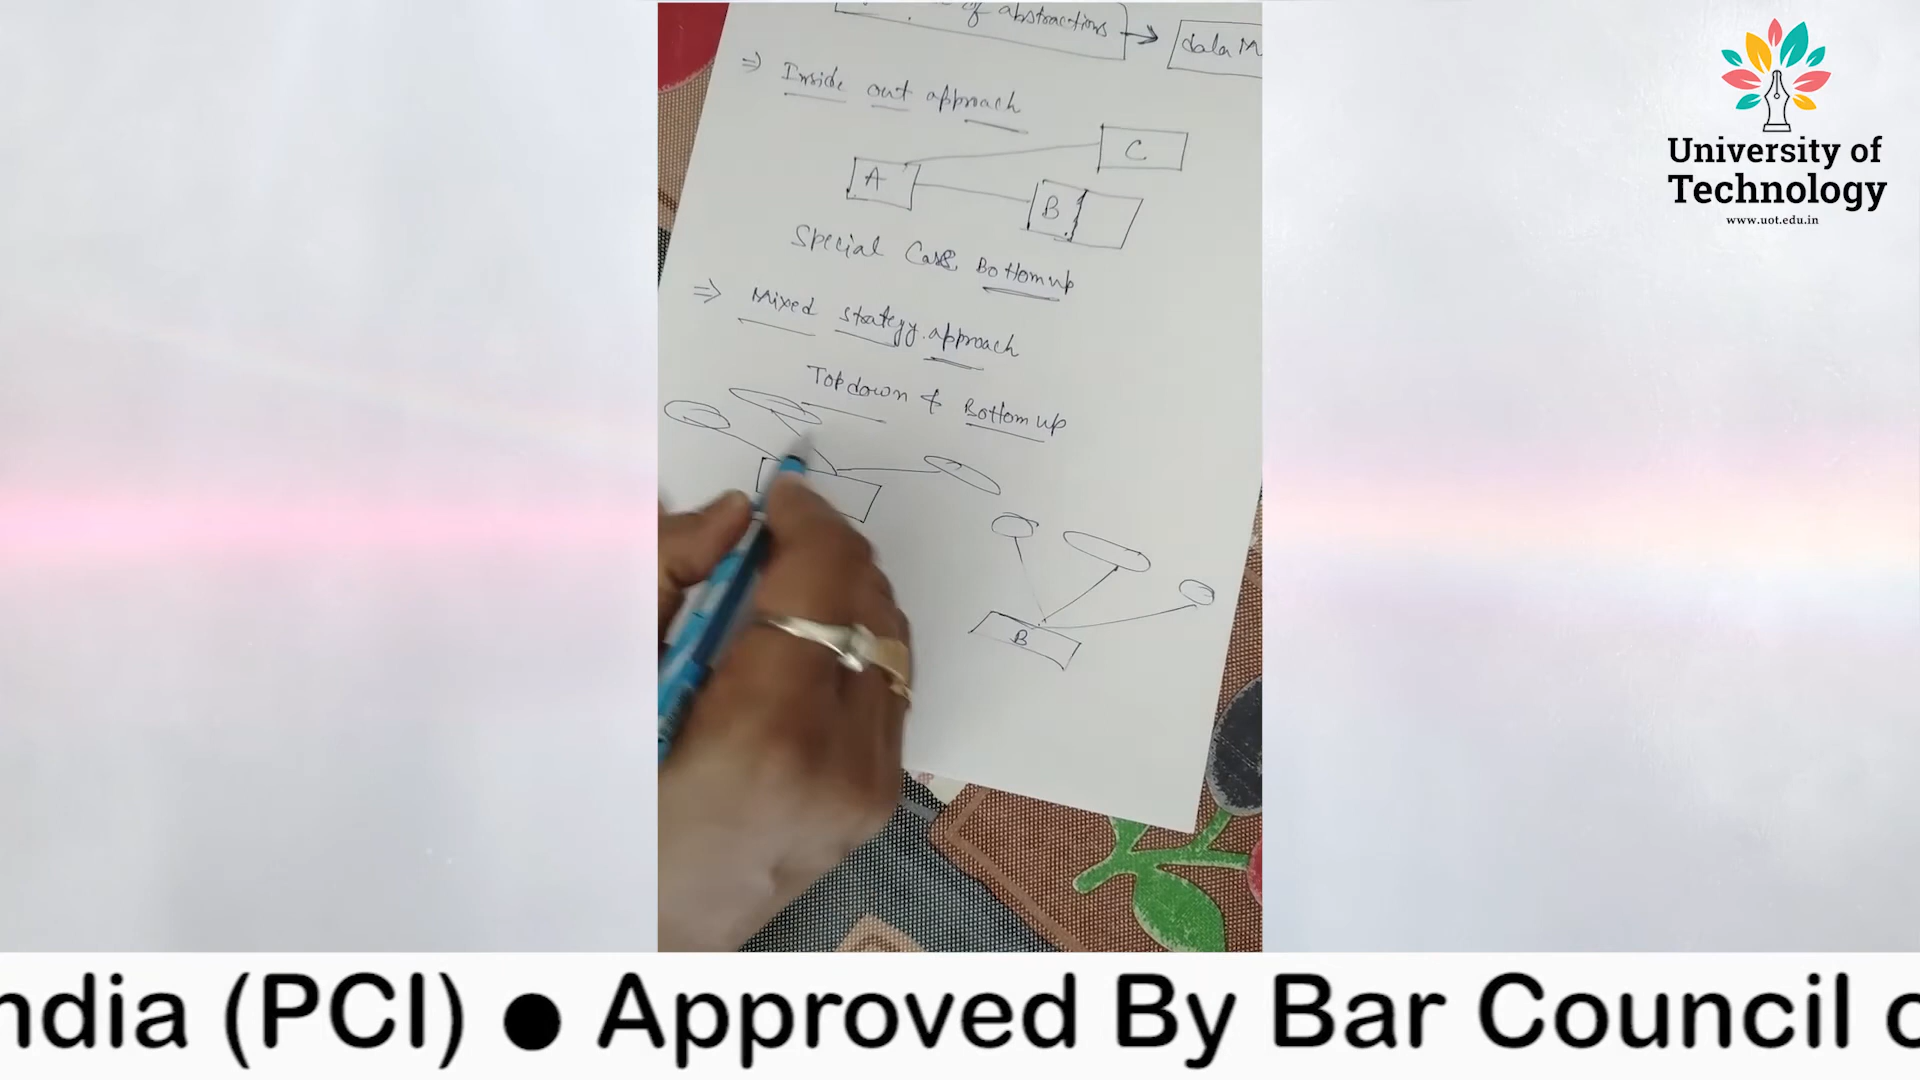 of abstractions → data M
⇒ Inside out approach
C
A
B
Special Case Bottom up
⇒ Mixed strategy approach
Top down & Bottom up
B
University of
Technology
www.uot.edu.in
ndia (PCI) ● Approved By Bar Council o